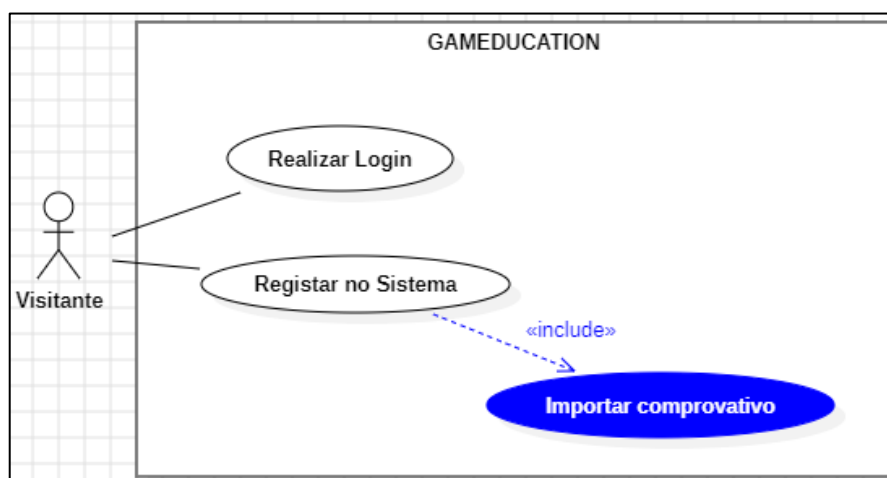 GAMEDUCATION
Realizar Login
Visitante
Registar no Sistema
«include»
Importar comprovativo